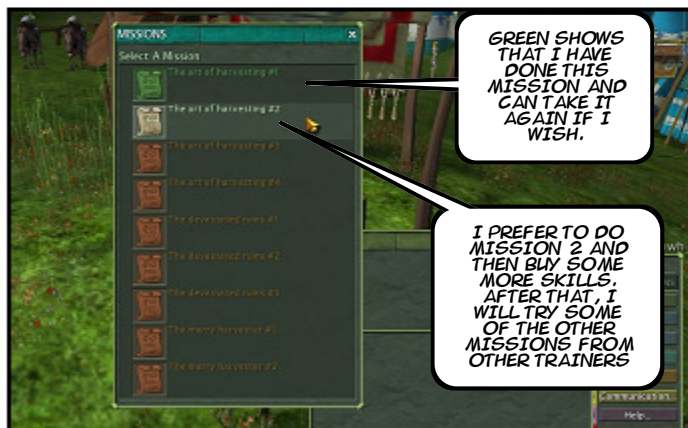 MISSIONS
Select A Mission
The art of harvesting #1
The art of harvesting #2
The art of harvesting #3
The art of harvesting #4
The devastated ruins #1
The devastated ruins #2
The devastated ruins #3
The merry harvester #1
The merry harvester #2
GREEN SHOWS
THAT I HAVE
DONE THIS
MISSION AND
CAN TAKE IT
AGAIN IF I
WISH.
I PREFER TO DO
MISSION 2 AND
THEN BUY SOME
MORE SKILLS.
AFTER THAT, I
WILL TRY SOME
OF THE OTHER
MISSIONS FROM
OTHER TRAINERS
Communication...
Help...